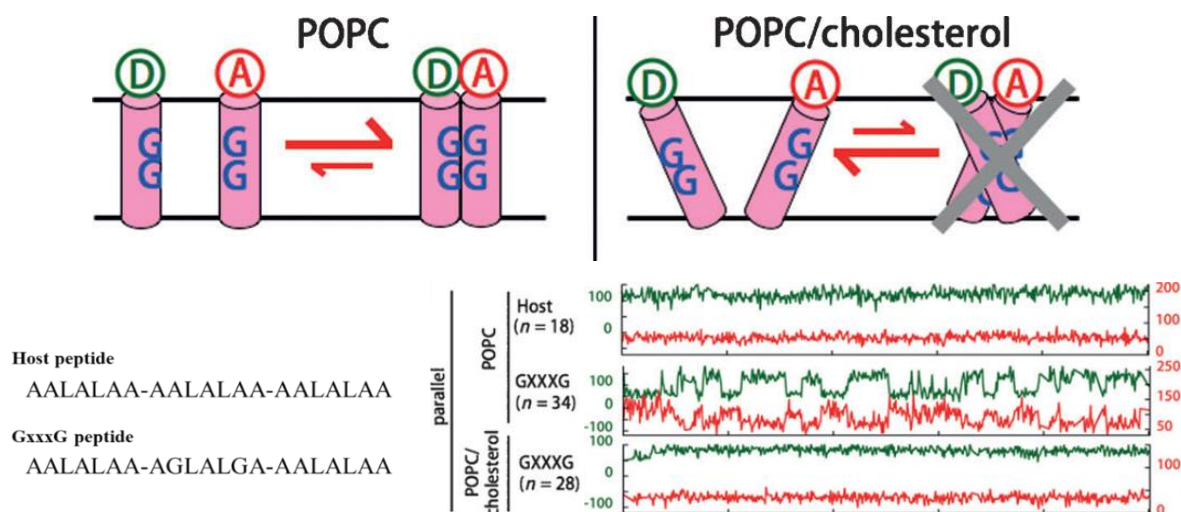 POPC
D
A
G
G
G
G
D A
G G
G G
POPC/cholesterol
D
A
G
G
G
G
D A
G
G
Host peptide
AALALAA-AALALAA-AALALAA
GxxxG peptide
AALALAA-AGLALGA-AALALAA
parallel
POPC
Host
(n = 18)
100
0
200
100
0
GXXXG
(n = 34)
100
0
-100
250
150
50
POPC/
cholesterol
GXXXG
(n = 28)
100
0
-100
100
0